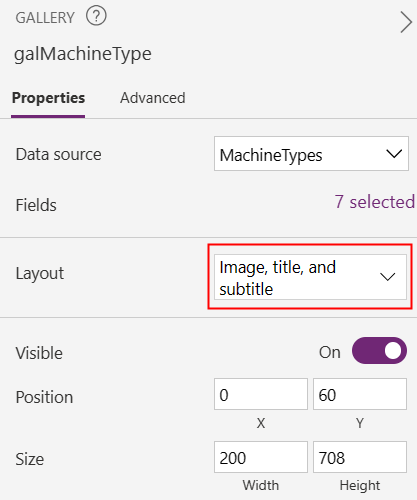 GALLERY ?
galMachineType
Properties Advanced
Data source MachineTypes
Fields 7 selected
Layout Image, title, and
subtitle
Visible On
Position 0 60
X Y
Size 200 708
Width Height